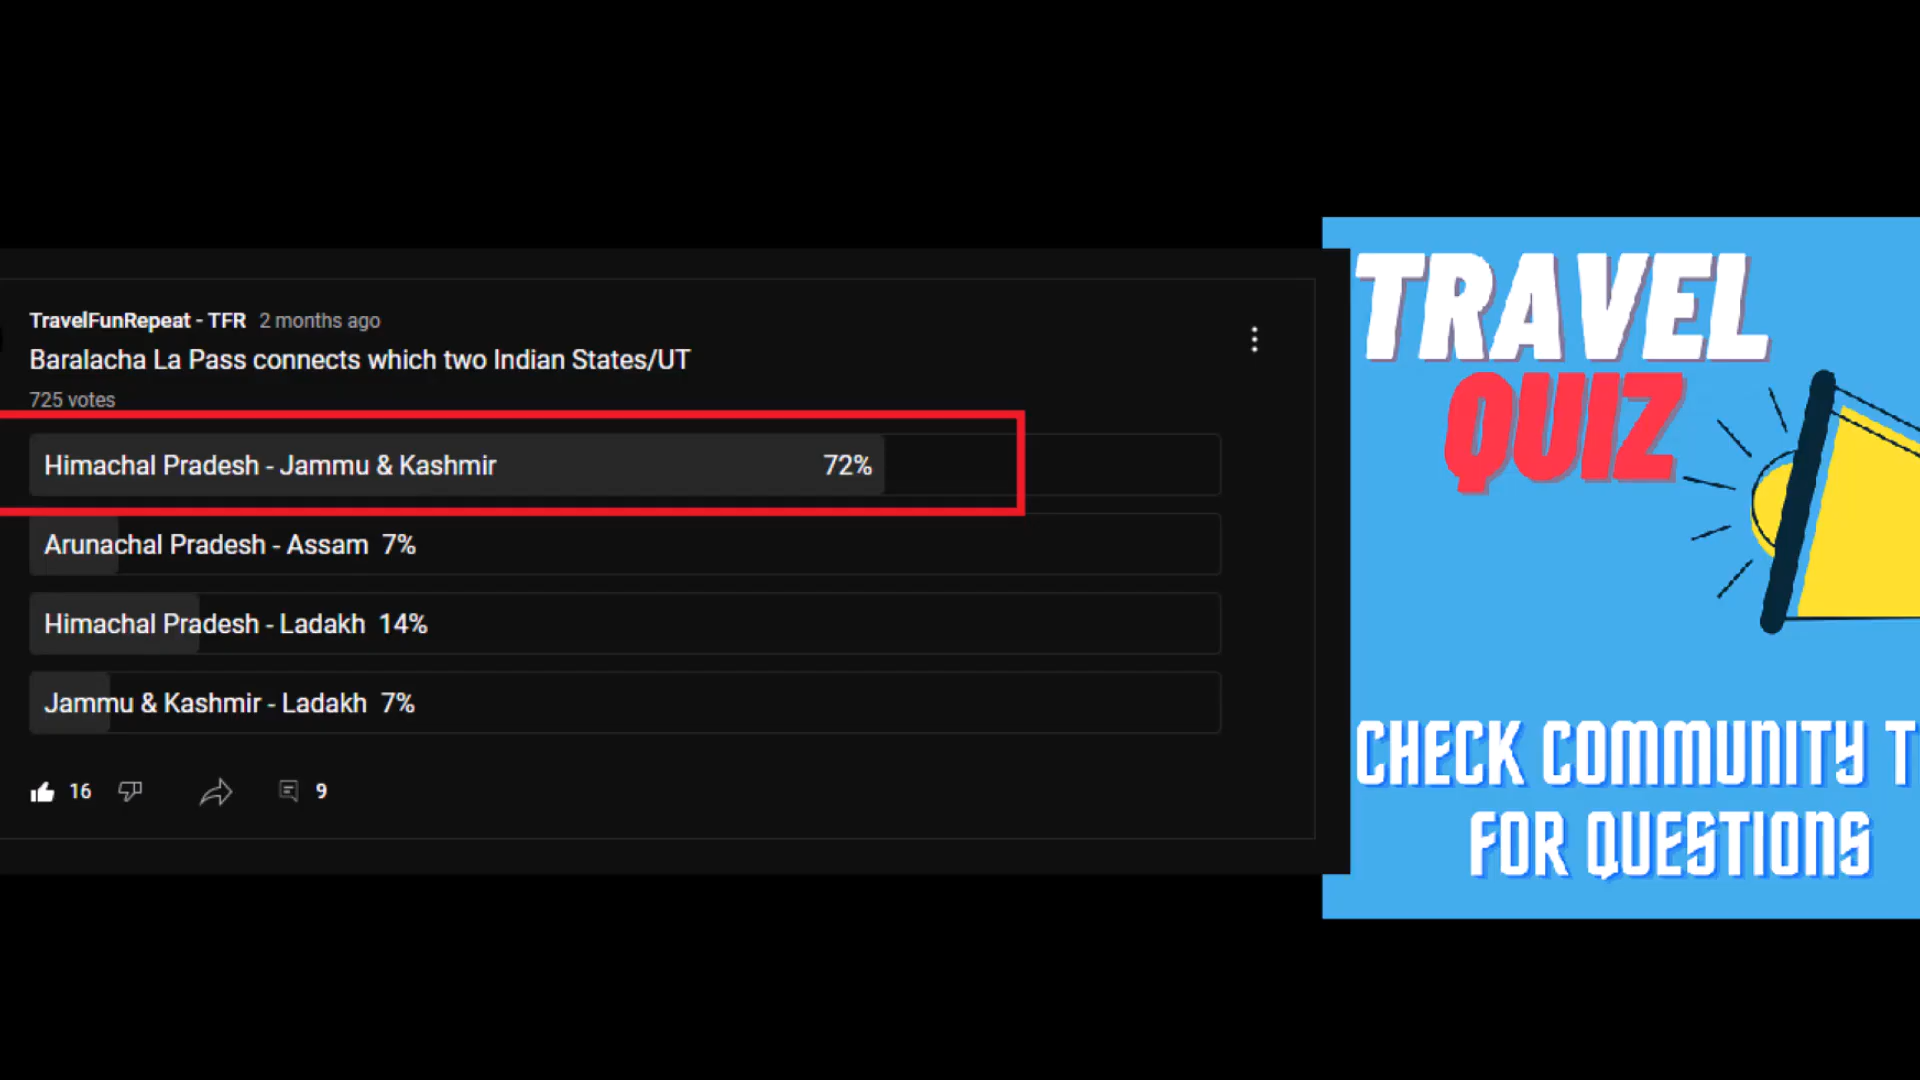 TravelFunRepeat - TFR 2 months ago
Baralacha La Pass connects which two Indian States/UT
725 votes
Himachal Pradesh - Jammu & Kashmir 72%
Arunachal Pradesh - Assam 7%
Himachal Pradesh - Ladakh 14%
Jammu & Kashmir - Ladakh 7%
16 9
TRAVEL
QUIZ
CHECK COMMUNITY T
FOR QUESTIONS